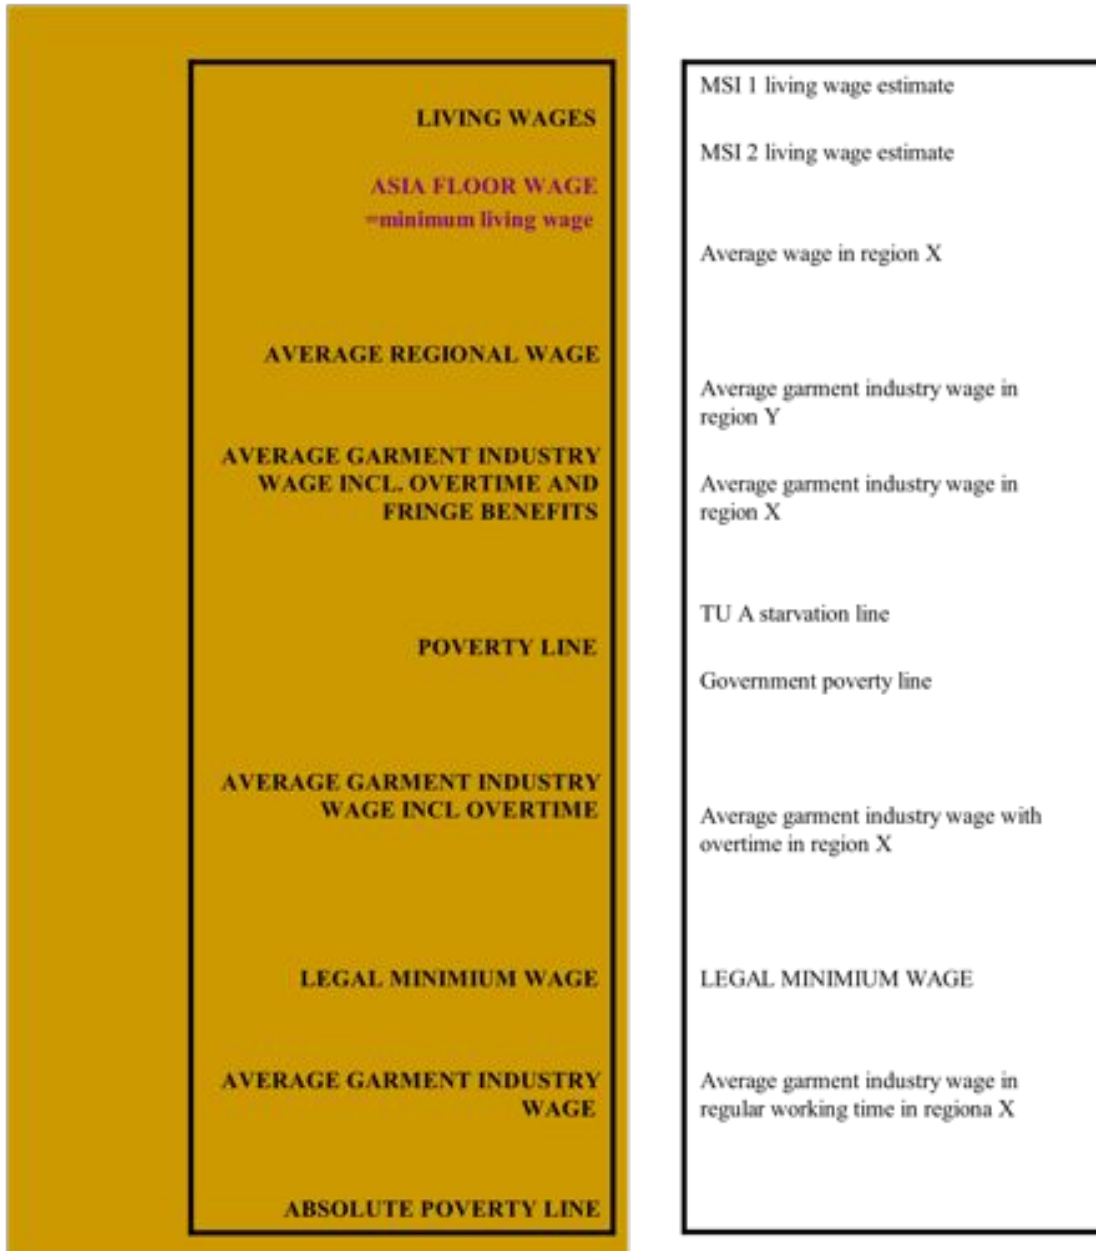 LIVING WAGES
ASIA FLOOR WAGE
=minimum living wage
AVERAGE REGIONAL WAGE
AVERAGE GARMENT INDUSTRY
WAGE INCL. OVERTIME AND
FRINGE BENEFITS
POVERTY LINE
AVERAGE GARMENT INDUSTRY
WAGE INCL OVERTIME
LEGAL MINIMIUM WAGE
AVERAGE GARMENT INDUSTRY
WAGE
ABSOLUTE POVERTY LINE
MSI 1 living wage estimate
MSI 2 living wage estimate
Average wage in region X
Average garment industry wage in
region Y
Average garment industry wage in
region X
TU A starvation line
Government poverty line
Average garment industry wage with
overtime in region X
LEGAL MINIMIUM WAGE
Average garment industry wage in
regular working time in regiona X